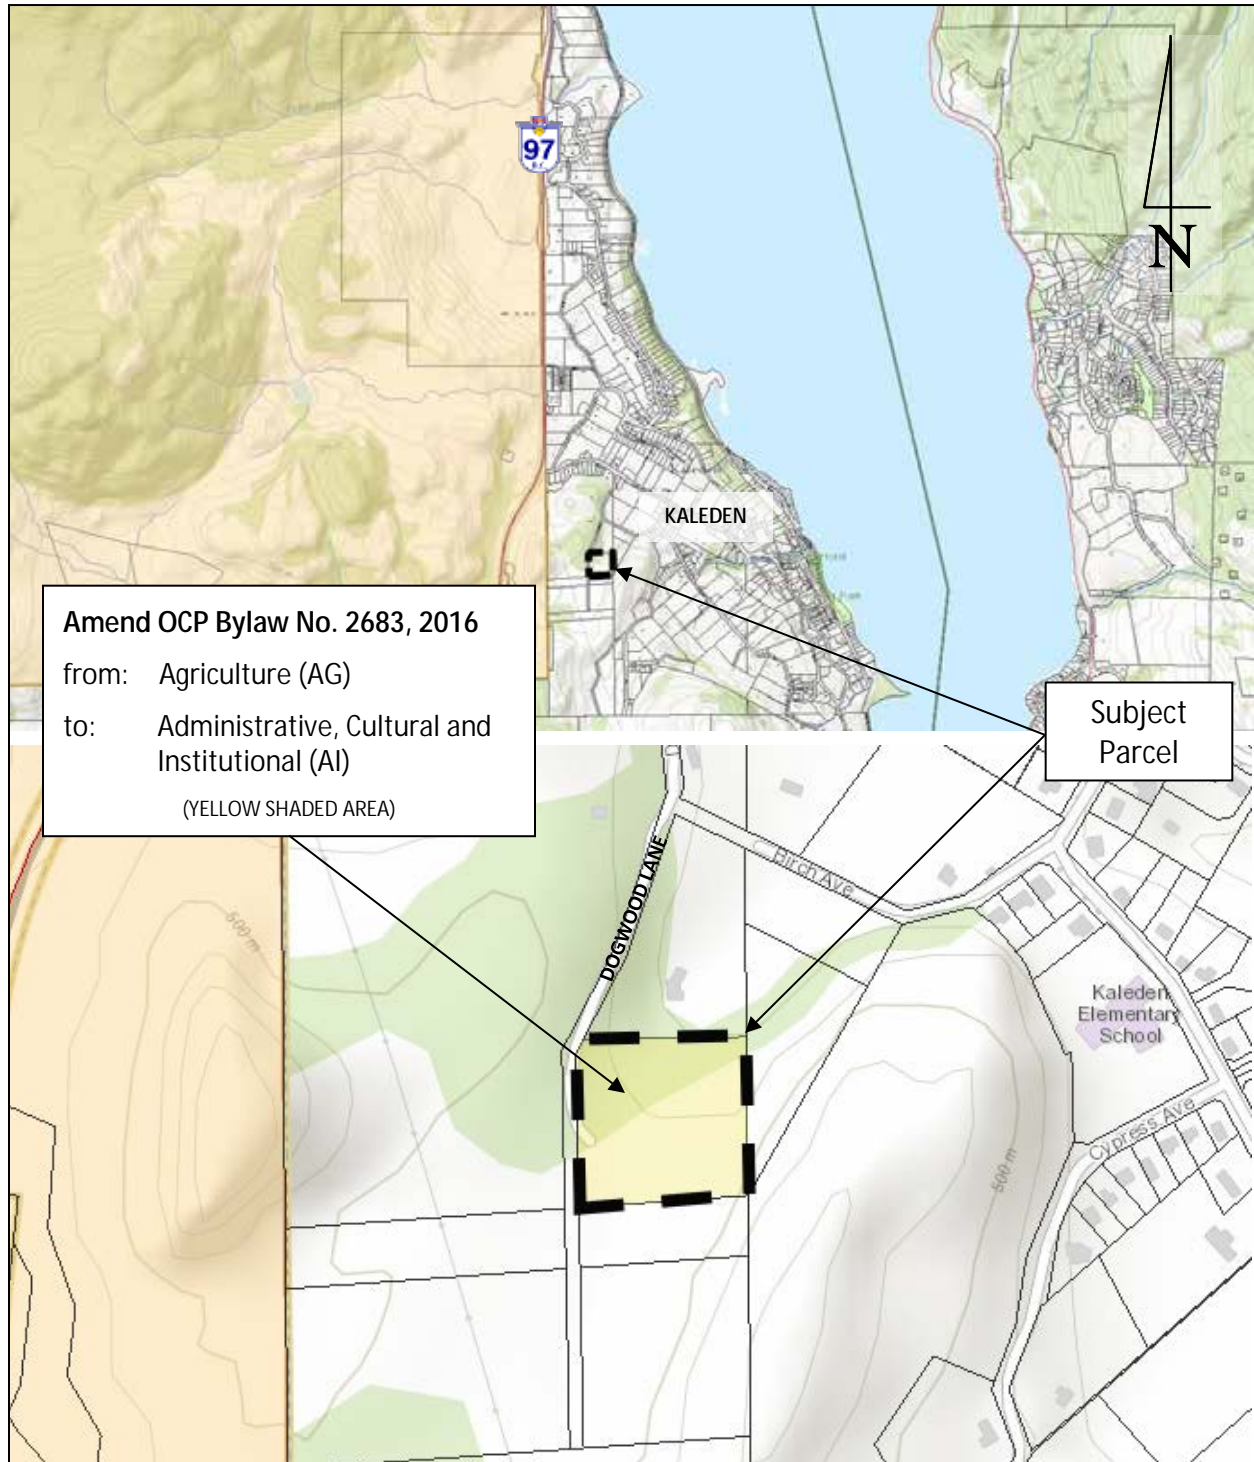 97
N
KALEDEN
Amend OCP Bylaw No. 2683, 2016
from: Agriculture (AG)
to: Administrative, Cultural and
Institutional (AI)
(YELLOW SHADED AREA)
Subject
Parcel
DOGWOOD LANE
Birch Ave
500 m
Kaleden
Elementary
School
Cypress Ave
500 m